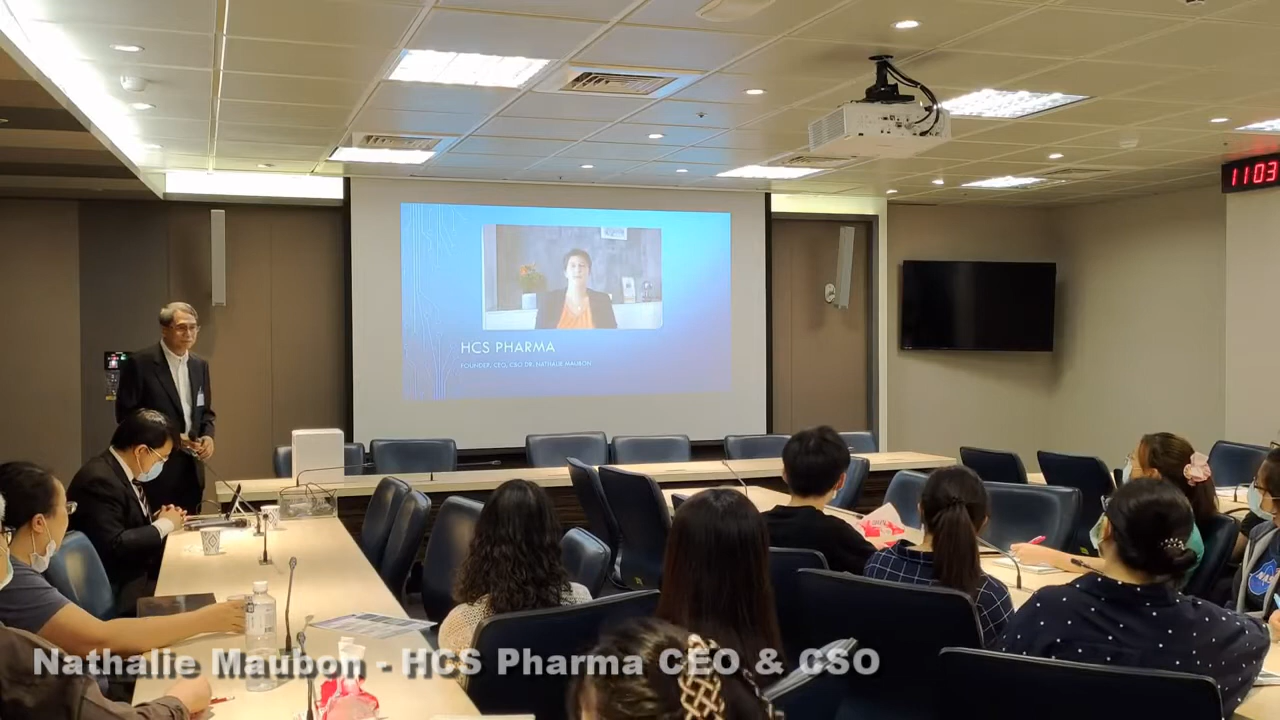 1103
HCS PHARMA
FOUNDER, CEO, CSO DR. NATHALIE MAUBON
Nathalie Maubon - HCS Pharma CEO & CSO